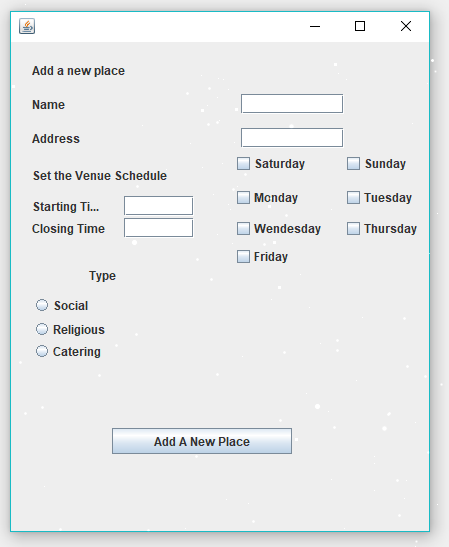 Add a new place
Name
Address
Saturday Sunday
Set the Venue Schedule
Monday Tuesday
Starting Ti...
Closing Time
Wendesday Thursday
Friday
Type
Social
Religious
Catering
Add A New Place